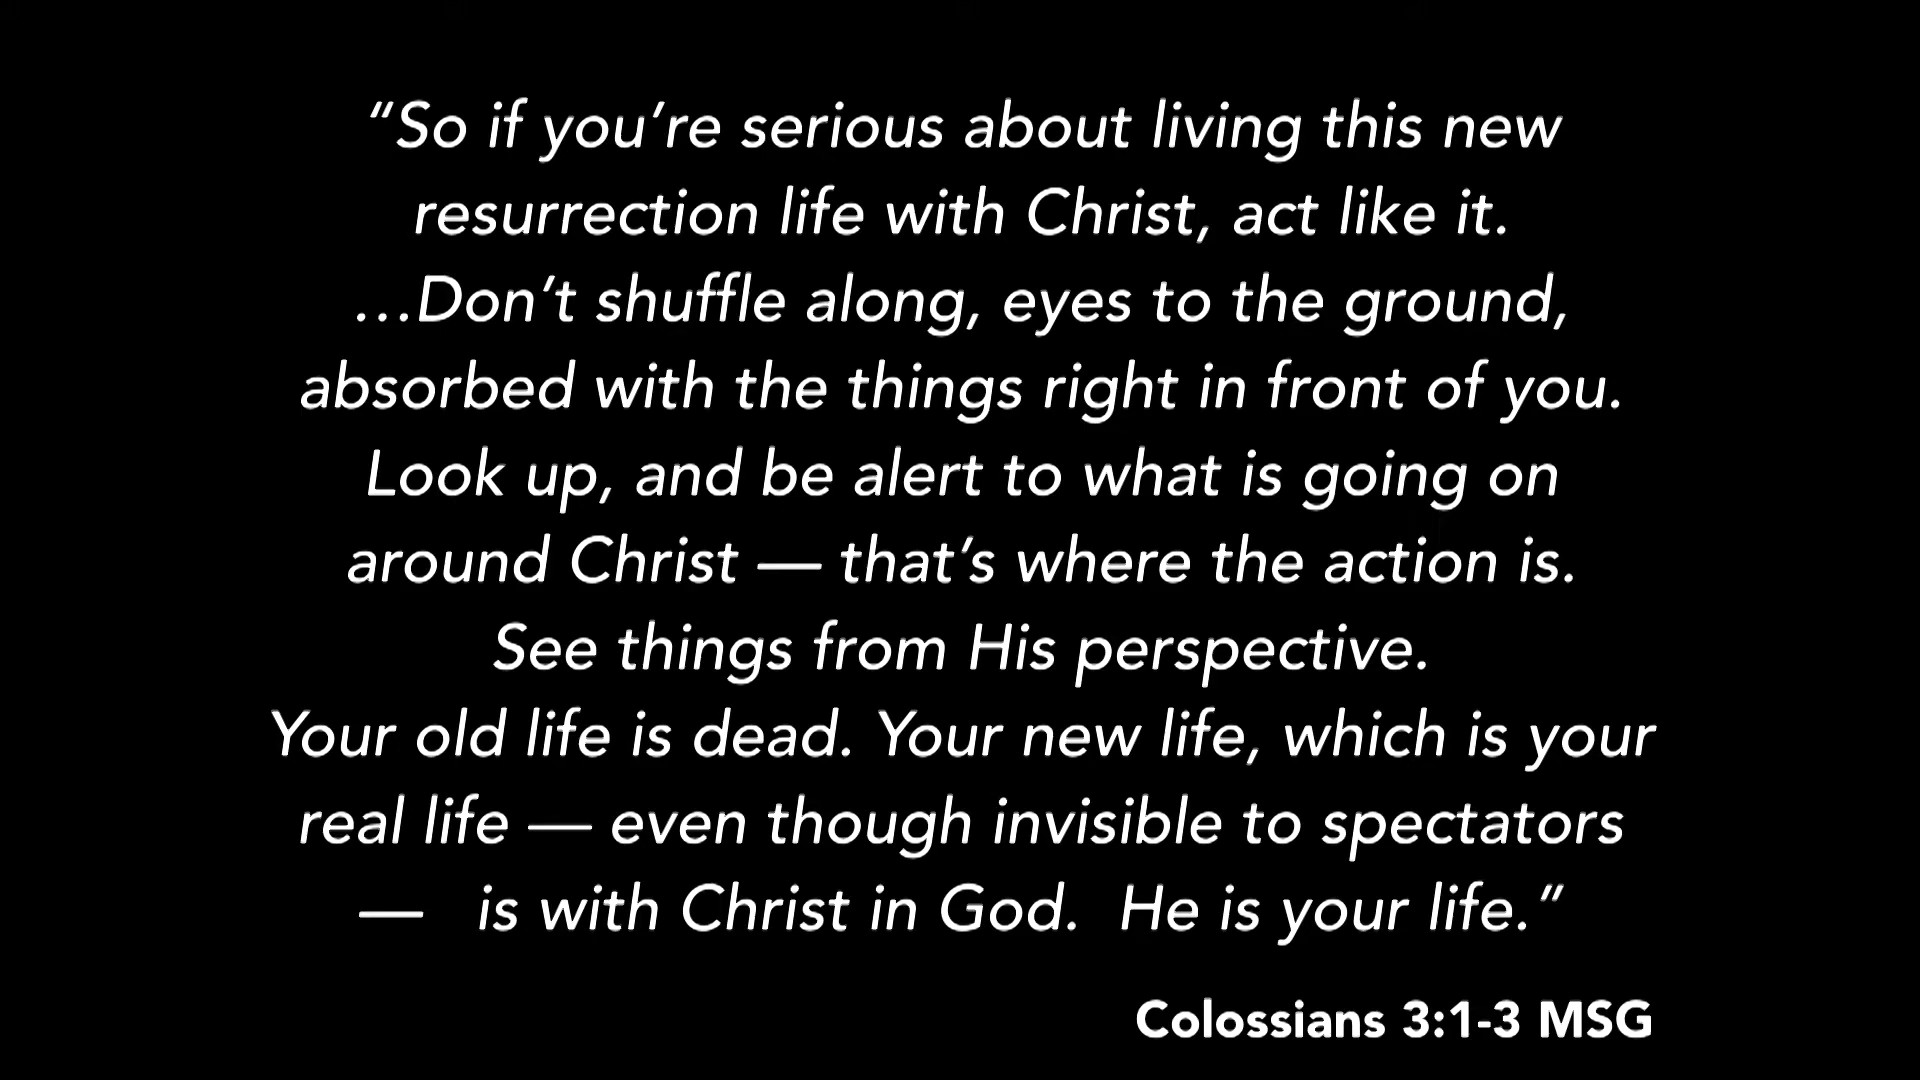 “So if you’re serious about living this new
resurrection life with Christ, act like it.
…Don’t shuffle along, eyes to the ground,
absorbed with the things right in front of you.
Look up, and be alert to what is going on
around Christ — that’s where the action is.
See things from His perspective.
Your old life is dead. Your new life, which is your
real life — even though invisible to spectators
—   is with Christ in God.  He is your life.”
Colossians 3:1-3 MSG